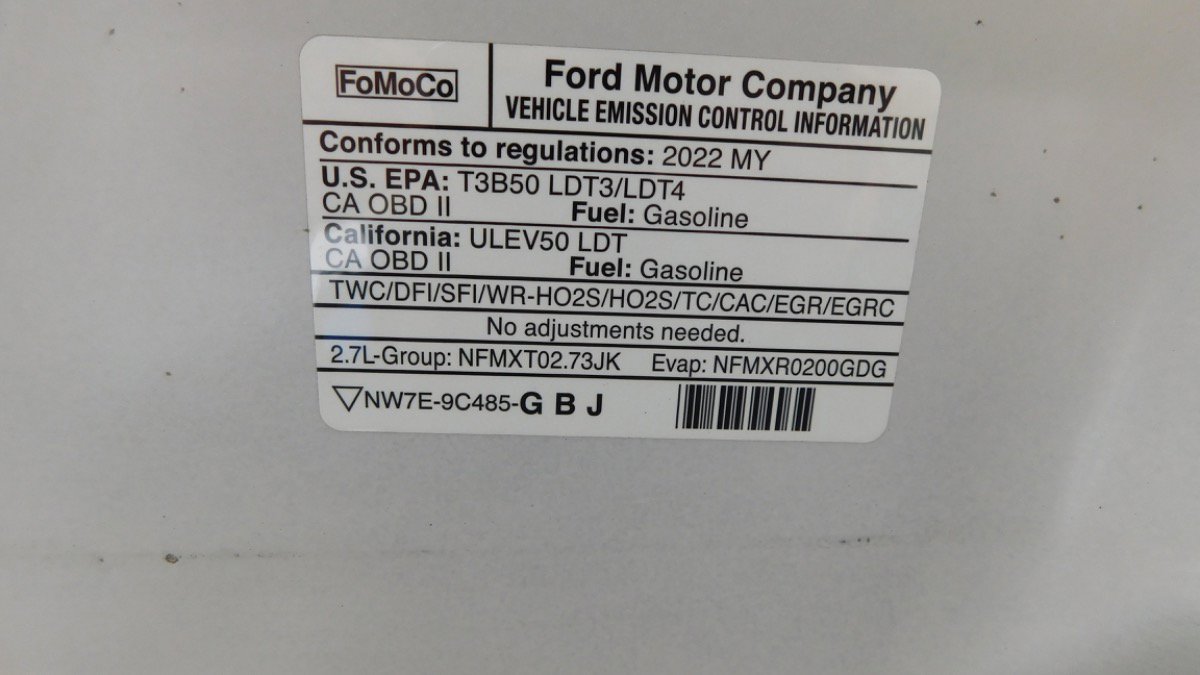 FoMoCo
Ford Motor Company
VEHICLE EMISSION CONTROL INFORMATION
Conforms to regulations: 2022 MY
U.S. EPA: T3B50 LDT3/LDT4
CA OBD II Fuel: Gasoline
California: ULEV50 LDT
CA OBD II Fuel: Gasoline
TWC/DFI/SFI/WR-HO2S/HO2S/TC/CAC/EGR/EGRC
No adjustments needed.
2.7L-Group: NFMXT02.73JK Evap: NFMXR0200GDG
NW7E-9C485-G B J